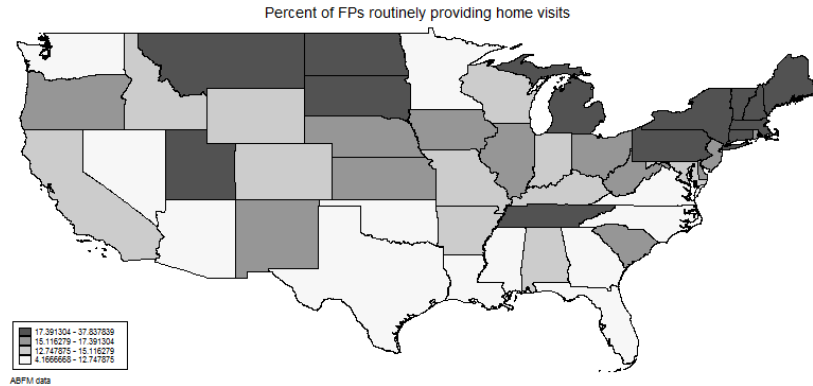 Percent of FPs routinely providing home visits
17.391304 - 37.837839
15.116279 - 17.391304
12.747875 - 15.116279
4.1666668 - 12.747875
ABFM data